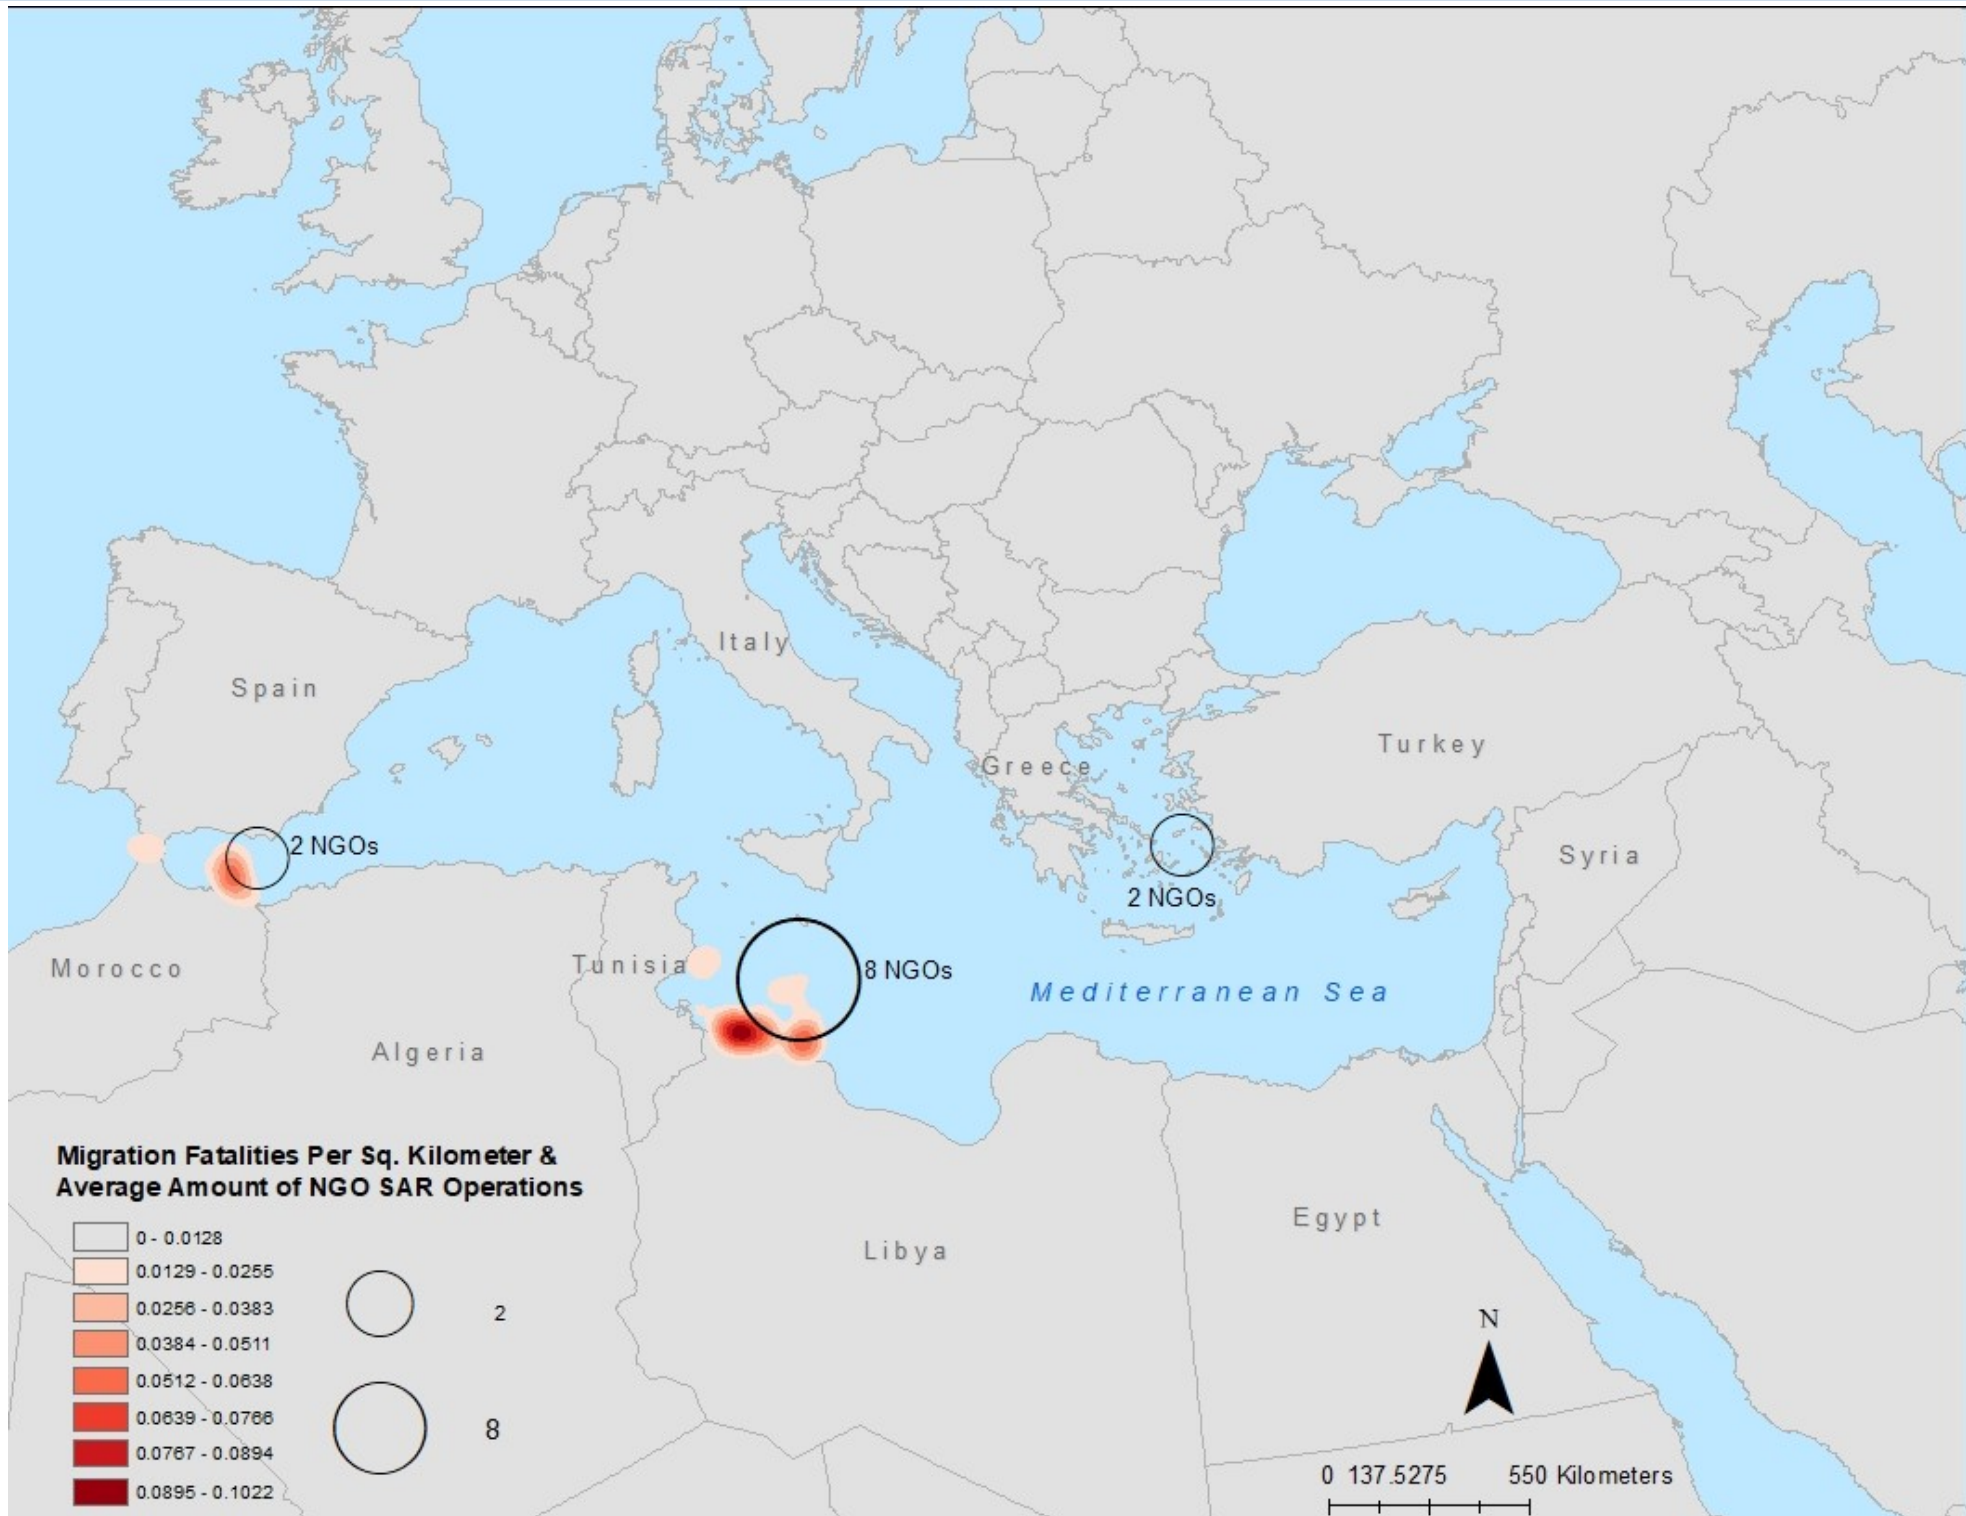 Italy
Spain
Turkey
Greece
2 NGOs
Syria
2 NGOs
Morocco
Tunisia
8 NGOs
Mediterranean Sea
Algeria
Migration Fatalities Per Sq. Kilometer &
Average Amount of NGO SAR Operations
0 - 0.0128
0.0129 - 0.0255
0.0256 - 0.0383
0.0384 - 0.0511
0.0512 - 0.0638
0.0639 - 0.0766
0.0767 - 0.0894
0.0895 - 0.1022
2
8
Libya
Egypt
N
0 137.5275 550 Kilometers